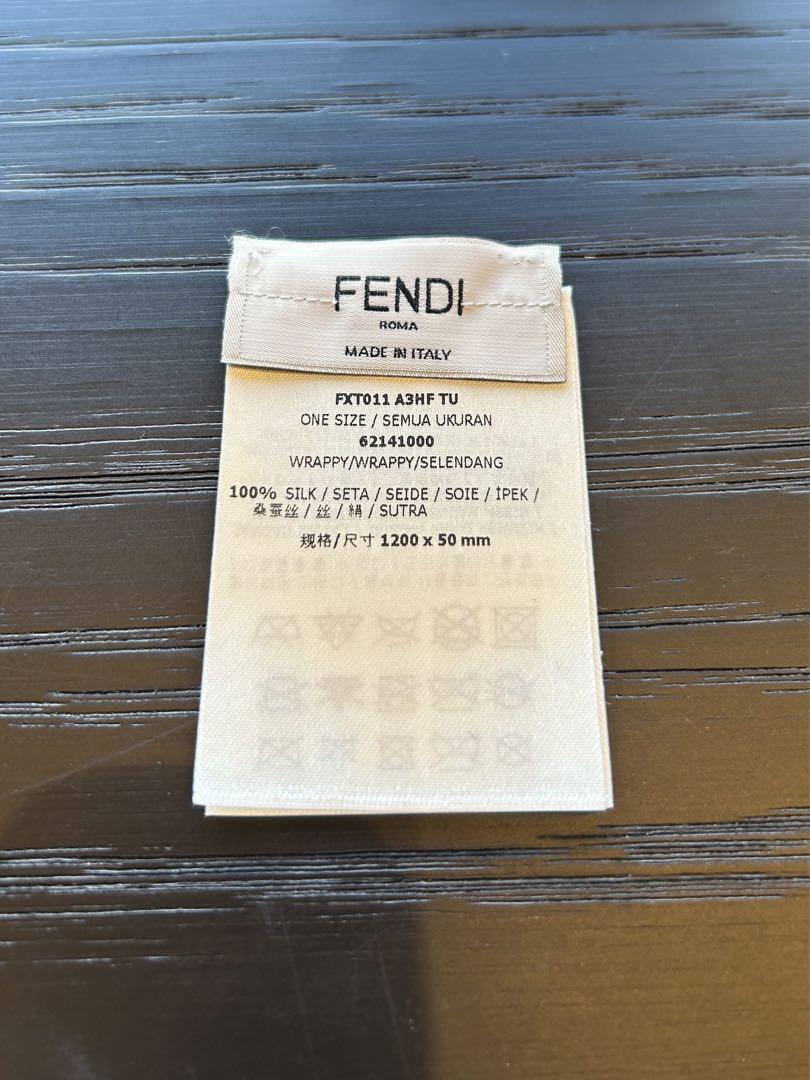 FENDI
ROMA
MADE IN ITALY
FXT011 A3HF TU
ONE SIZE / SEMUA UKURAN
62141000
WRAPPY/WRAPPY/SELENDANG
100% SILK / SETA / SEIDE / SOIE / İPEK /
桑蚕丝 / 丝 / 絹 / SUTRA
规格/尺寸 1200 x 50 mm